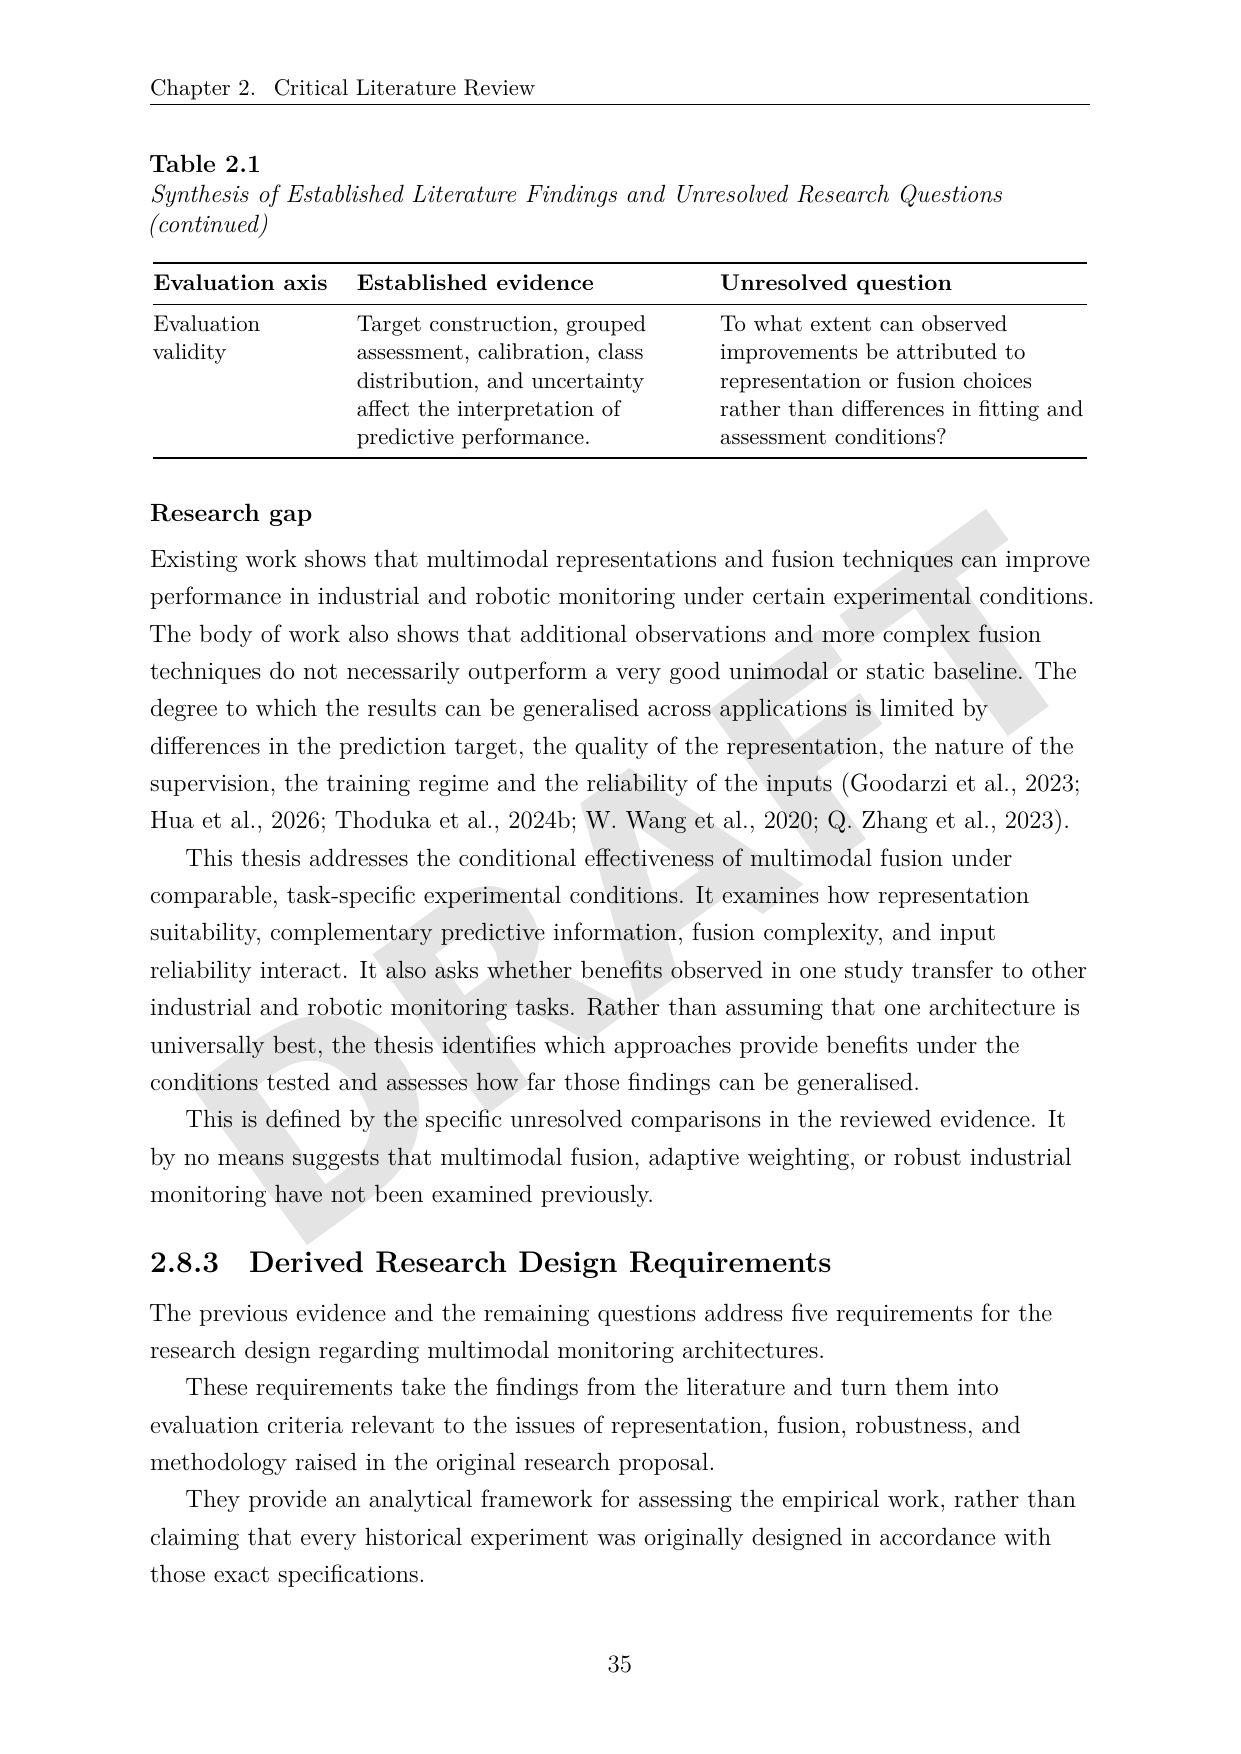 Chapter 2. Critical Literature Review
Table 2.1
Synthesis of Established Literature Findings and Unresolved Research Questions
(continued)
Evaluation axis Established evidence Unresolved question
Evaluation Target construction, grouped To what extent can observed
validity assessment, calibration, class improvements be attributed to
distribution, and uncertainty representation or fusion choices
affect the interpretation of rather than differences in fitting and
predictive performance. assessment conditions?
Research gap
Existing work shows that multimodal representations and fusion techniques can improve
performance in industrial and robotic monitoring under certain experimental conditions.
The body of work also shows that additional observations and more complex fusion
techniques do not necessarily outperform a very good unimodal or static baseline. The
degree to which the results can be generalised across applications is limited by
differences in the prediction target, the quality of the representation, the nature of the
supervision, the training regime and the reliability of the inputs (Goodarzi et al., 2023;
Hua et al., 2026; Thoduka et al., 2024b; W. Wang et al., 2020; Q. Zhang et al., 2023).
This thesis addresses the conditional effectiveness of multimodal fusion under
comparable, task-specific experimental conditions. It examines how representation
suitability, complementary predictive information, fusion complexity, and input
reliability interact. It also asks whether benefits observed in one study transfer to other
industrial and robotic monitoring tasks. Rather than assuming that one architecture is
universally best, the thesis identifies which approaches provide benefits under the
conditions tested and assesses how far those findings can be generalised.
This is defined by the specific unresolved comparisons in the reviewed evidence. It
by no means suggests that multimodal fusion, adaptive weighting, or robust industrial
monitoring have not been examined previously.
2.8.3 Derived Research Design Requirements
The previous evidence and the remaining questions address five requirements for the
research design regarding multimodal monitoring architectures.
These requirements take the findings from the literature and turn them into
evaluation criteria relevant to the issues of representation, fusion, robustness, and
methodology raised in the original research proposal.
They provide an analytical framework for assessing the empirical work, rather than
claiming that every historical experiment was originally designed in accordance with
those exact specifications.
35
DRAFT